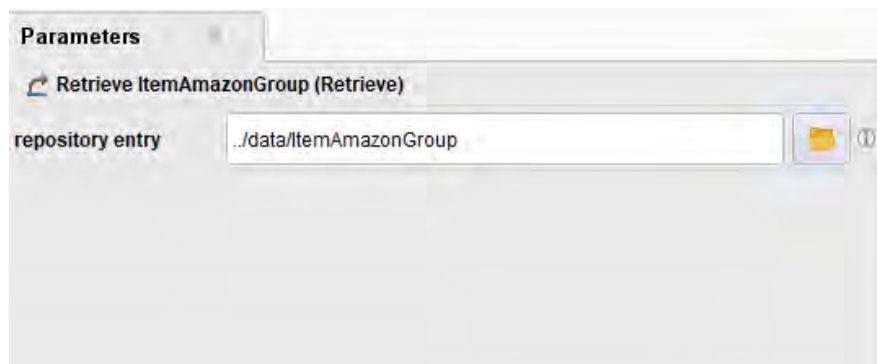 Parameters
Retrieve ItemAmazonGroup (Retrieve)
repository entry
../data/ItemAmazonGroup